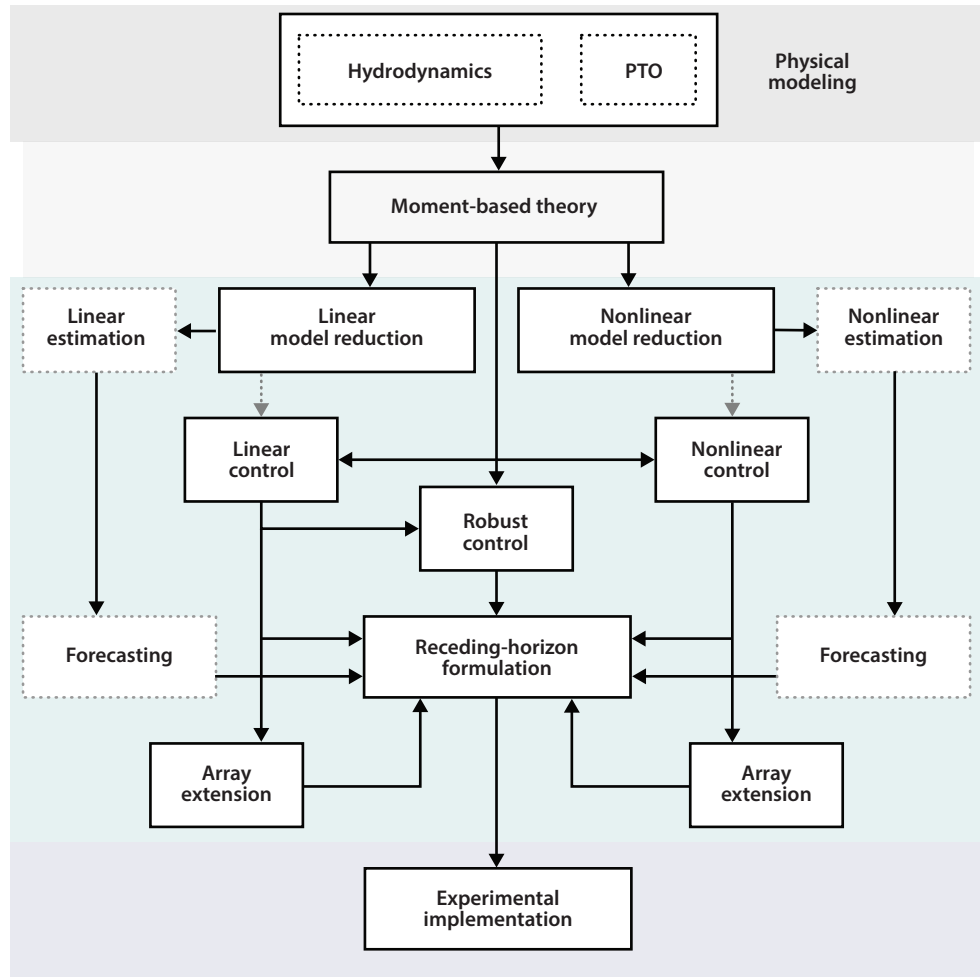 Hydrodynamics
PTO
Physical
modeling
Moment-based theory
Linear
estimation
Linear
model reduction
Nonlinear
model reduction
Nonlinear
estimation
Linear
control
Nonlinear
control
Robust
control
Forecasting
Receding-horizon
formulation
Forecasting
Array
extension
Array
extension
Experimental
implementation